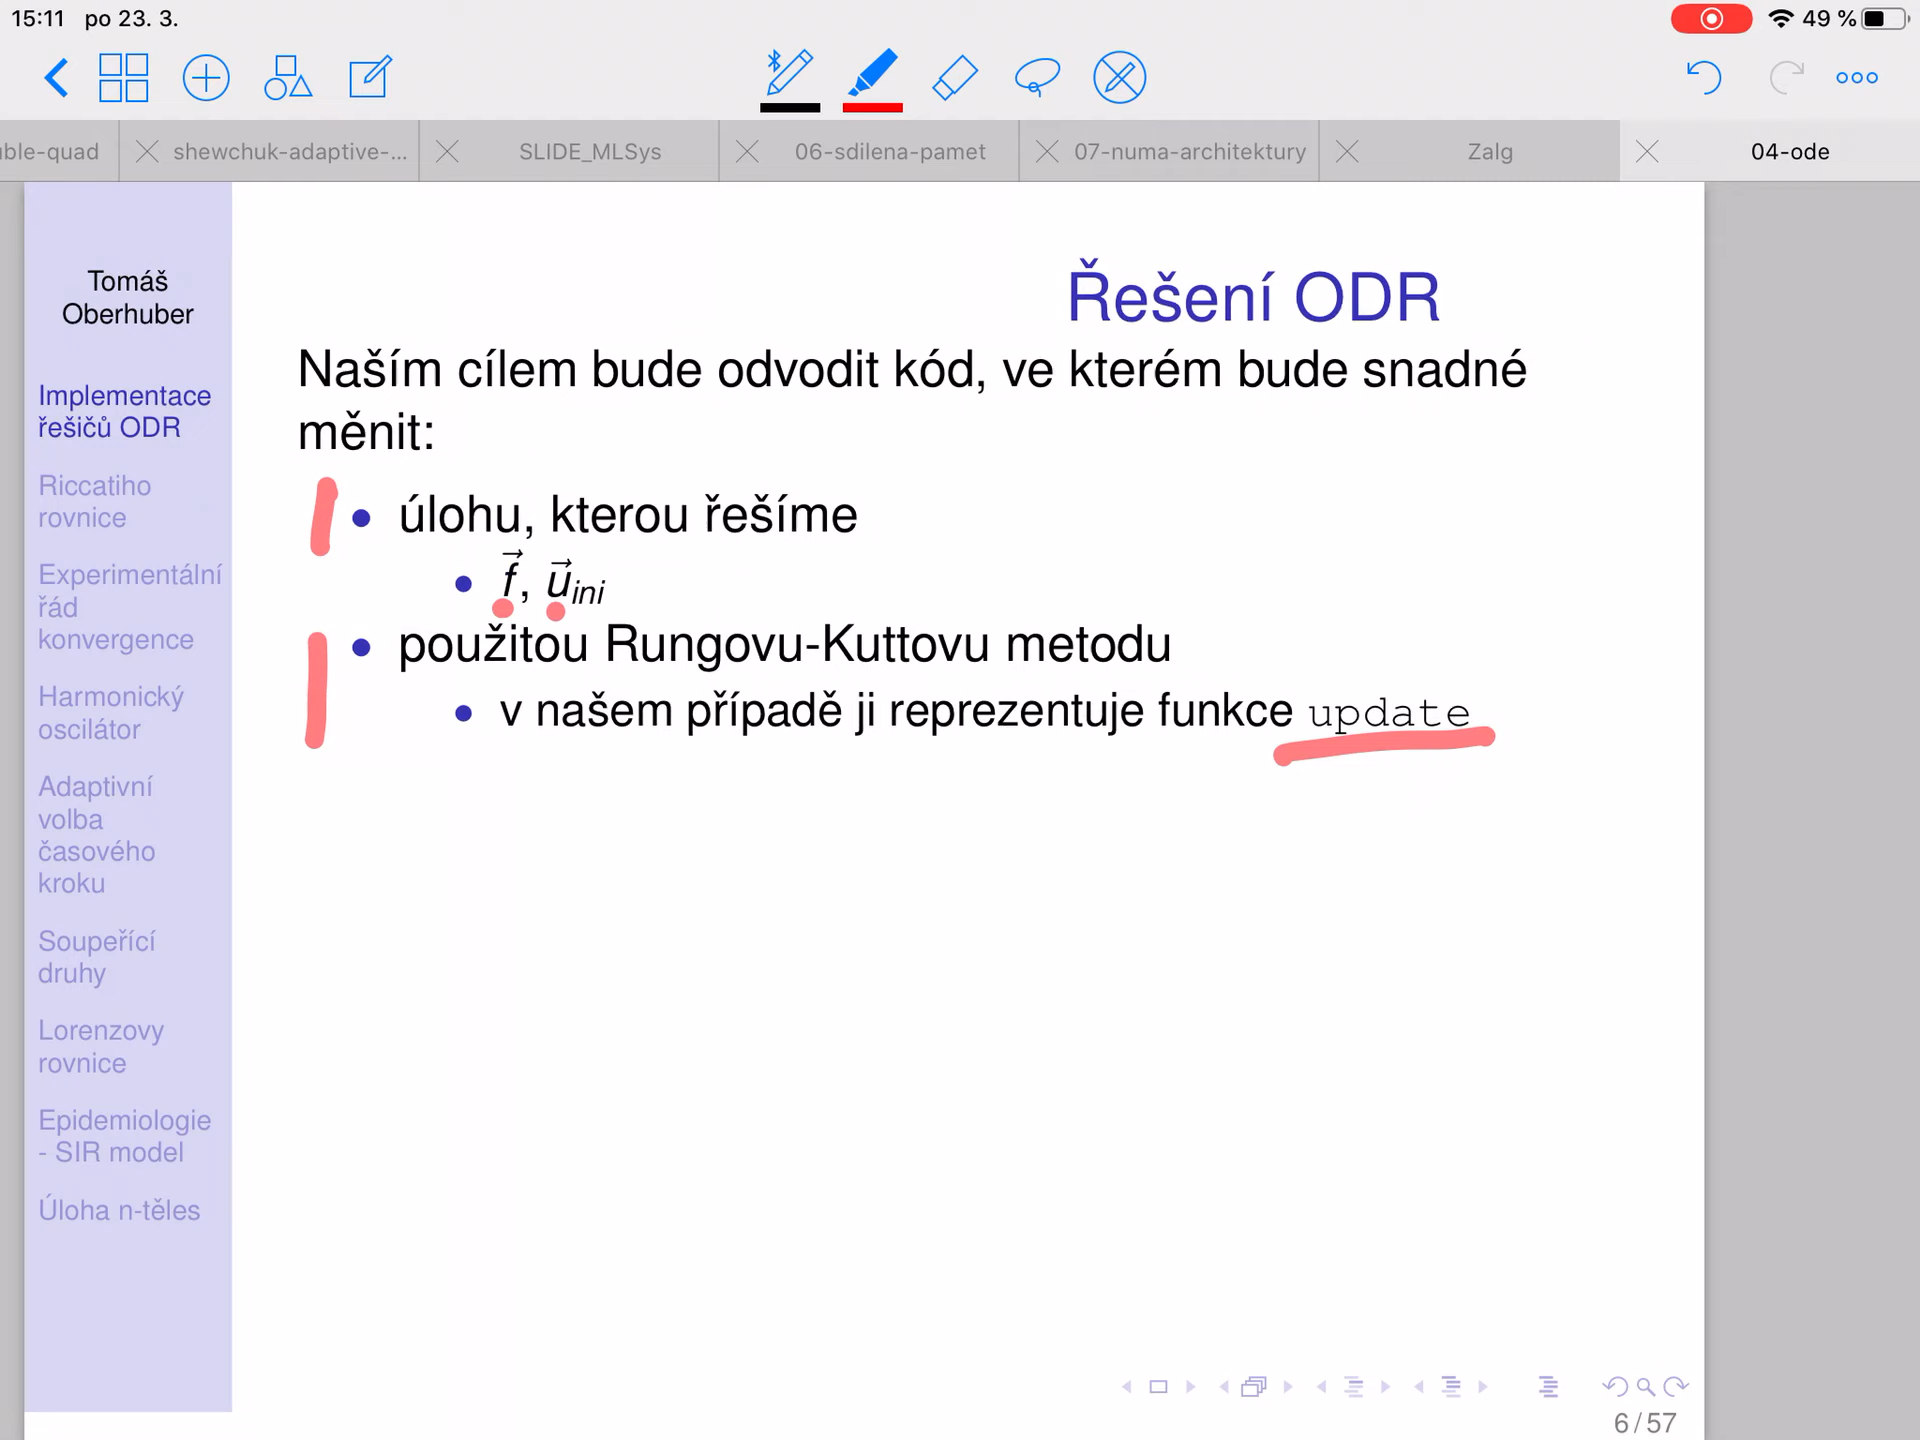 15:11 po 23. 3.
49 %
ble-quad
shewchuk-adaptive-...
SLIDE_MLSys
06-sdilena-pamet
07-numa-architektury
Zalg
04-ode
Tomáš
Oberhuber
Implementace
řešičů ODR
Riccatiho
rovnice
Experimentální
řád
konvergence
Harmonický
oscilátor
Adaptivní
volba
časového
kroku
Soupeřící
druhy
Lorenzovy
rovnice
Epidemiologie
- SIR model
Úloha n-těles
Řešení ODR
Naším cílem bude odvodit kód, ve kterém bude snadné
měnit:
• úlohu, kterou řešíme
• f⃗, u⃗ini
• použitou Rungovu-Kuttovu metodu
• v našem případě ji reprezentuje funkce update
6/57